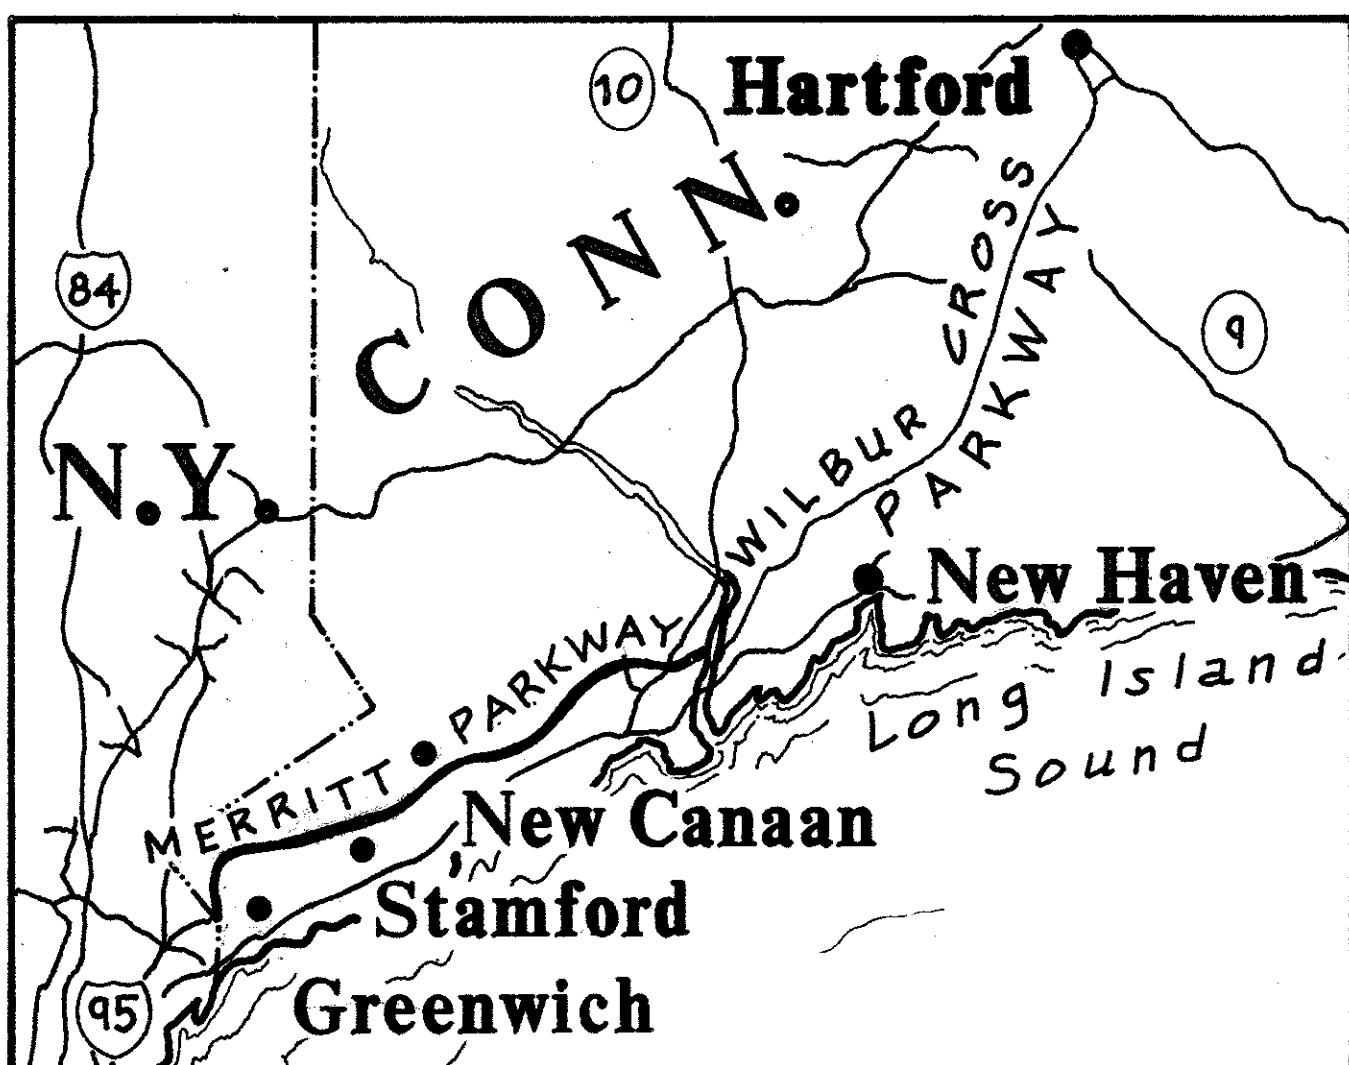 10
Hartford
CONN.
84
WILBUR CROSS
PARKWAY
9
N.Y.
New Haven
MERRITT PARKWAY
Long Island
Sound
New Canaan
Stamford
Greenwich
95